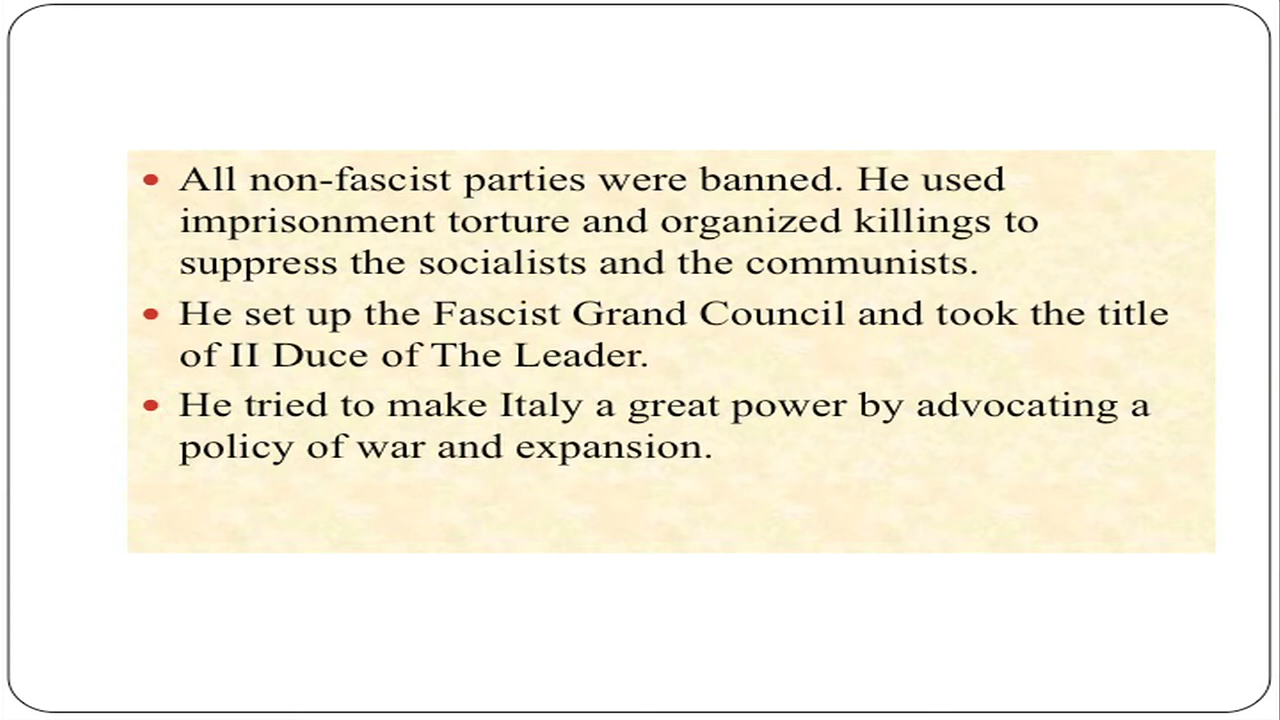 • All non-fascist parties were banned. He used
imprisonment torture and organized killings to
suppress the socialists and the communists.
• He set up the Fascist Grand Council and took the title
of II Duce of The Leader.
• He tried to make Italy a great power by advocating a
policy of war and expansion.